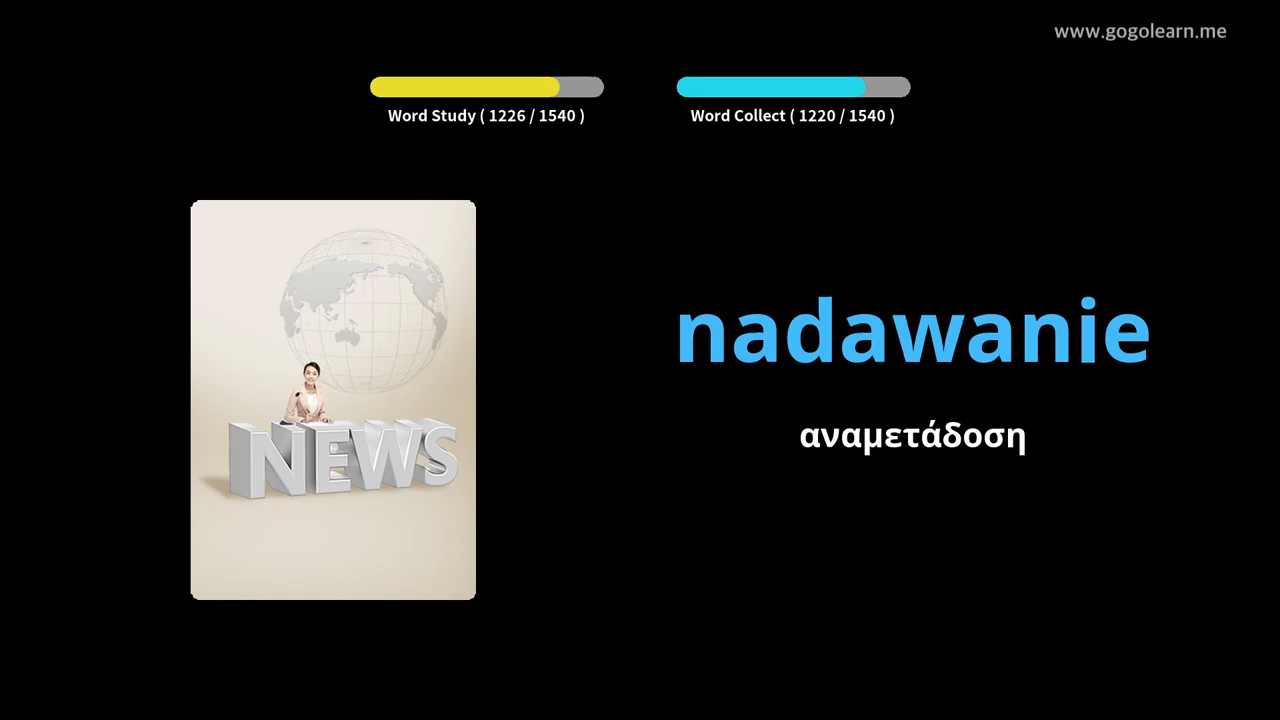 www.gogolearn.me
Word Study ( 1226 / 1540 )
Word Collect ( 1220 / 1540 )
NEWS
nadawanie
αναμετάδοση